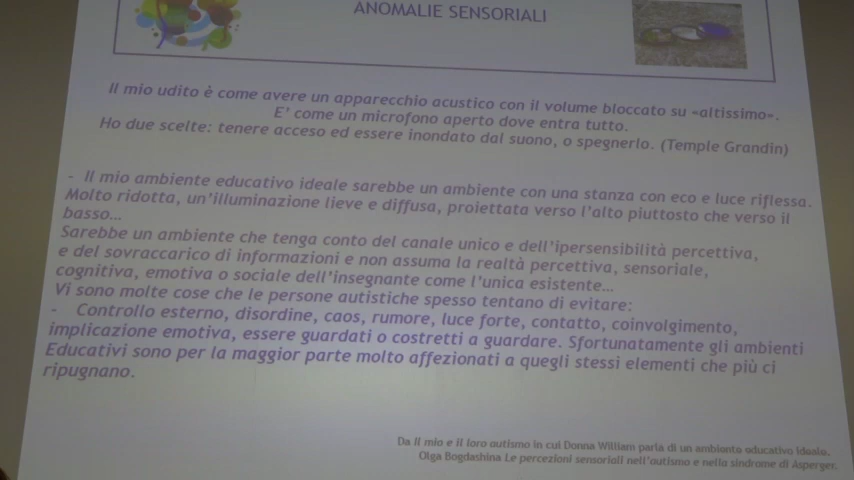 ANOMALIE SENSORIALI
Il mio udito è come avere un apparecchio acustico con il volume bloccato su «altissimo».
E' come un microfono aperto dove entra tutto.
Ho due scelte: tenere acceso ed essere inondato dal suono, o spegnerlo. (Temple Grandin)
- Il mio ambiente educativo ideale sarebbe un ambiente con una stanza con eco e luce riflessa.
Molto ridotta, un'illuminazione lieve e diffusa, proiettata verso l'alto piuttosto che verso il
basso…
Sarebbe un ambiente che tenga conto del canale unico e dell'ipersensibilità percettiva,
e del sovraccarico di informazioni e non assuma la realtà percettiva, sensoriale,
cognitiva, emotiva o sociale dell'insegnante come l'unica esistente…
Vi sono molte cose che le persone autistiche spesso tentano di evitare:
- Controllo esterno, disordine, caos, rumore, luce forte, contatto, coinvolgimento,
implicazione emotiva, essere guardati o costretti a guardare. Sfortunatamente gli ambienti
Educativi sono per la maggior parte molto affezionati a quegli stessi elementi che più ci
ripugnano.
Da Il mio e il loro autismo in cui Donna William parla di un ambiente educativo ideale.
Olga Bogdashina Le percezioni sensoriali nell'autismo e nella sindrome di Asperger.